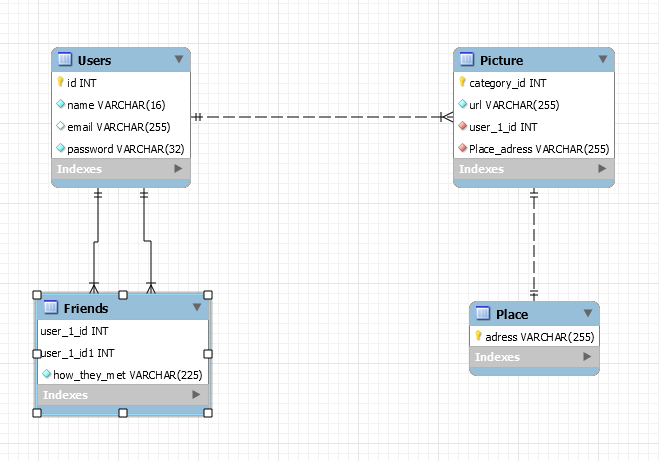 Users
id INT
name VARCHAR(16)
email VARCHAR(255)
password VARCHAR(32)
Indexes
Picture
category_id INT
url VARCHAR(255)
user_1_id INT
Place_adress VARCHAR(255)
Indexes
Friends
user_1_id INT
user_1_id1 INT
how_they_met VARCHAR(225)
Indexes
Place
adress VARCHAR(255)
Indexes